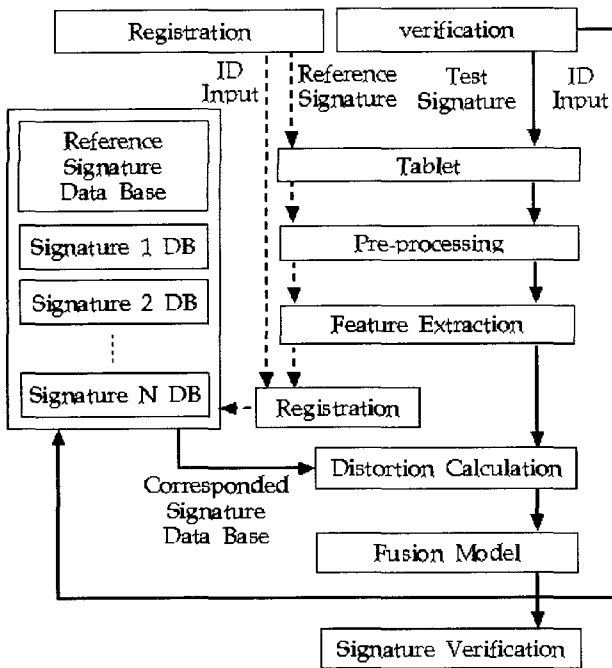 Registration
verification
ID
Input
Reference
Signature
Test
Signature
ID
Input
Reference
Signature
Data Base
Signature 1 DB
Signature 2 DB
Signature N DB
Tablet
Pre-processing
Feature Extraction
Registration
Distortion Calculation
Corresponded
Signature
Data Base
Fusion Model
Signature Verification